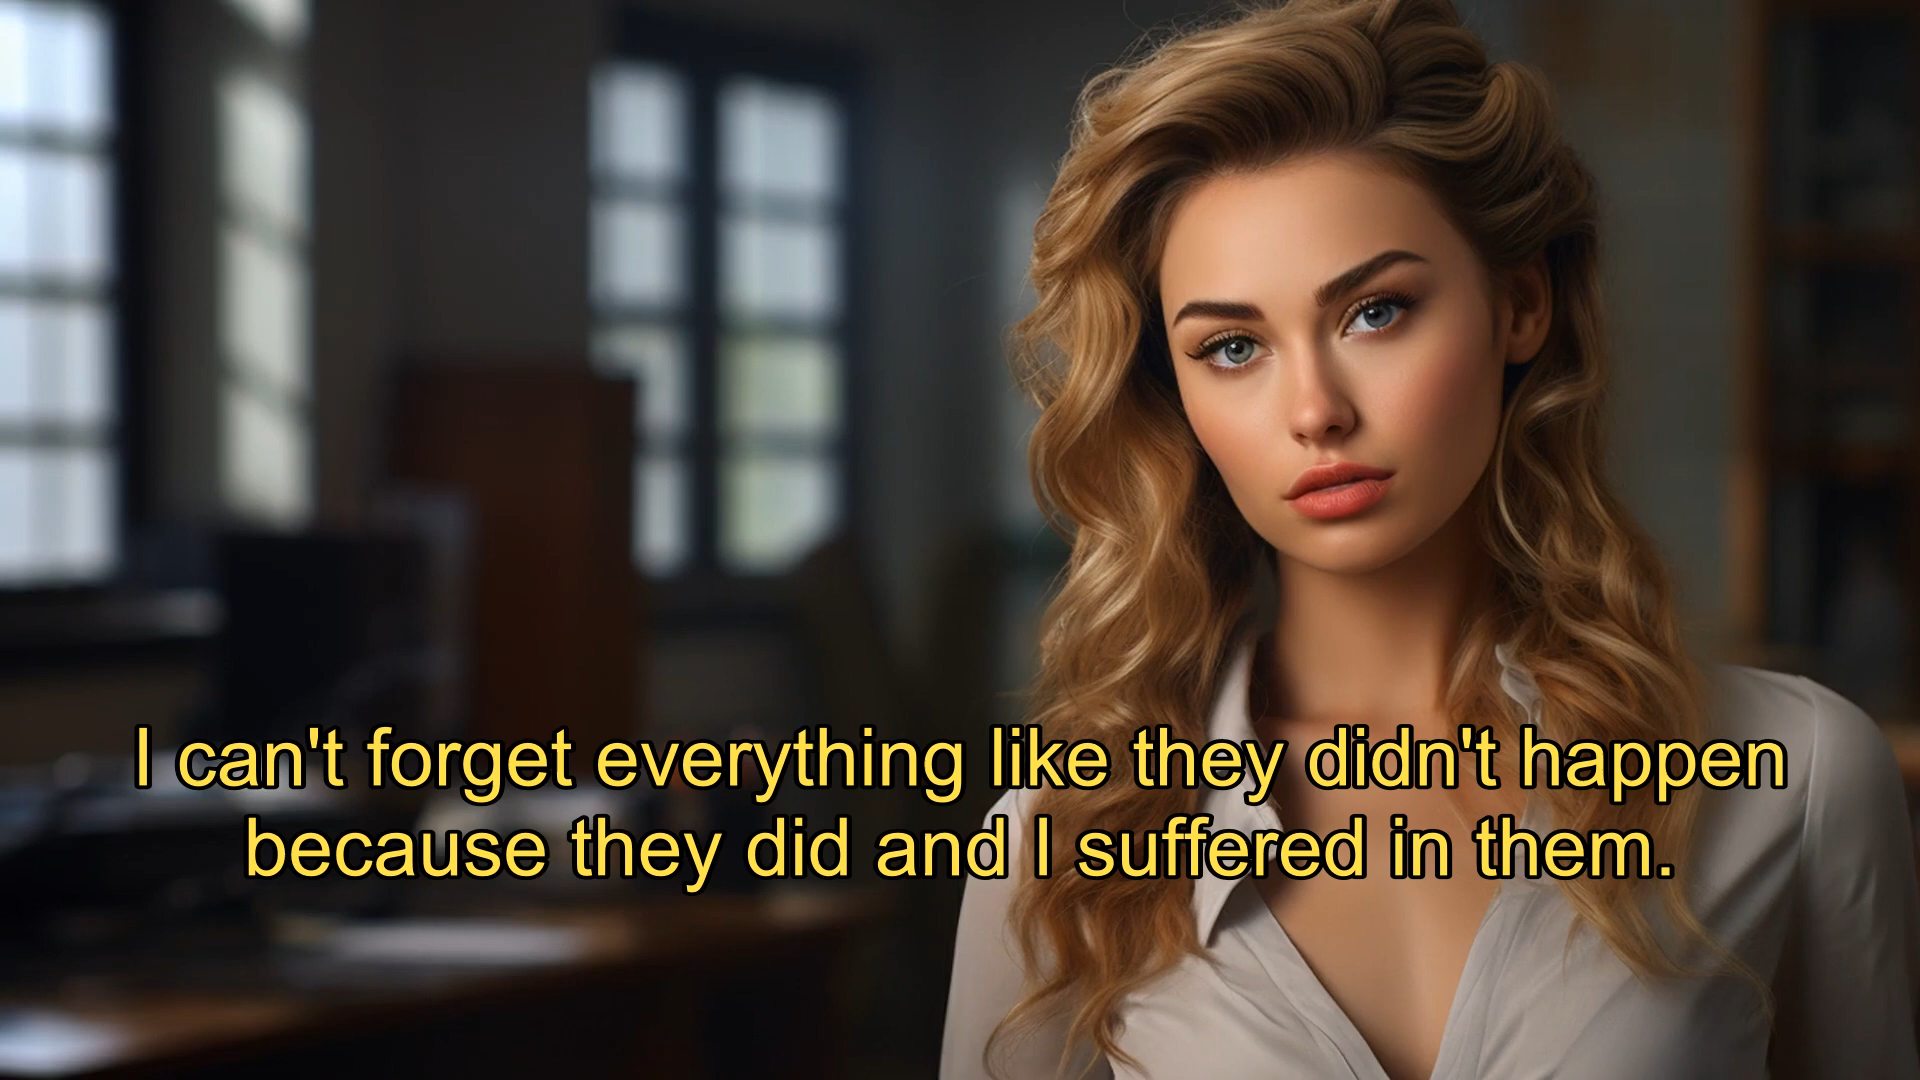 I can't forget everything like they didn't happen
because they did and I suffered in them.